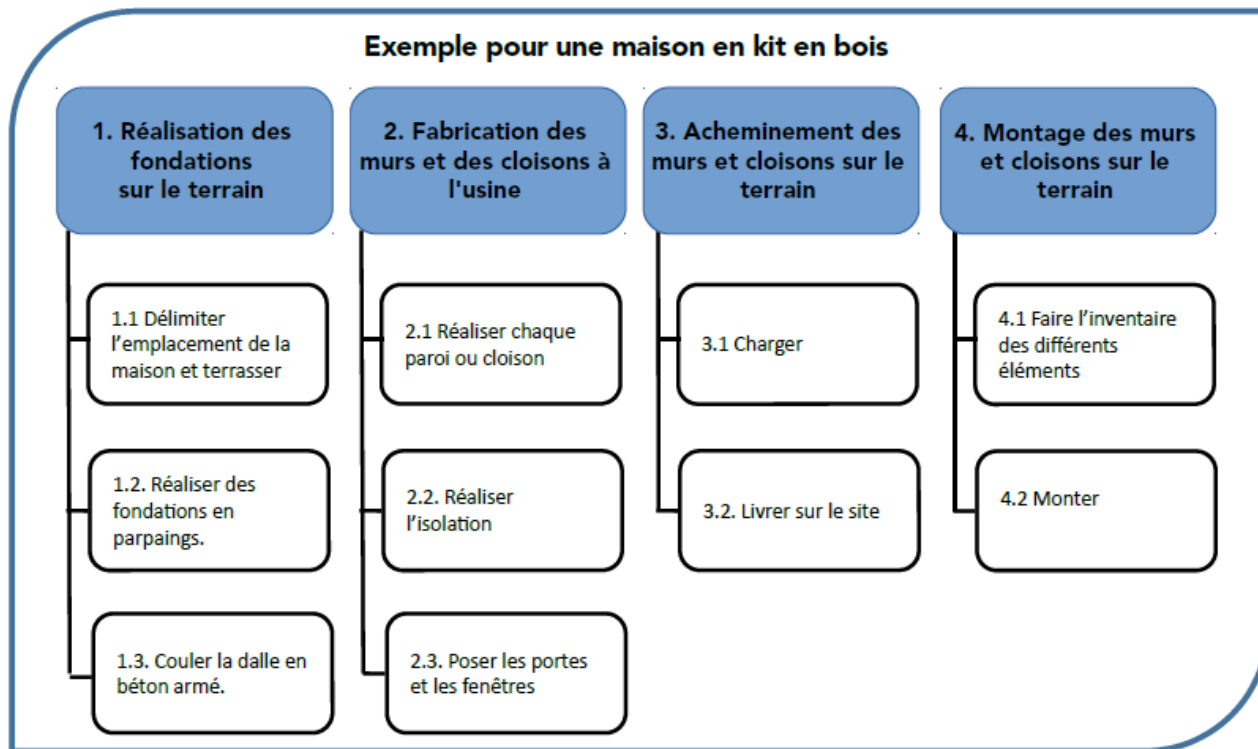 Exemple pour une maison en kit en bois
1. Réalisation des
fondations
sur le terrain
1.1 Délimiter
l’emplacement de la
maison et terrasser
1.2. Réaliser des
fondations en
parpaings.
1.3. Couler la dalle en
béton armé.
2. Fabrication des
murs et des cloisons à
l'usine
2.1 Réaliser chaque
paroi ou cloison
2.2. Réaliser
l’isolation
2.3. Poser les portes
et les fenêtres
3. Acheminement des
murs et cloisons sur le
terrain
3.1 Charger
3.2. Livrer sur le site
4. Montage des murs
et cloisons sur le
terrain
4.1 Faire l’inventaire
des différents
éléments
4.2 Monter